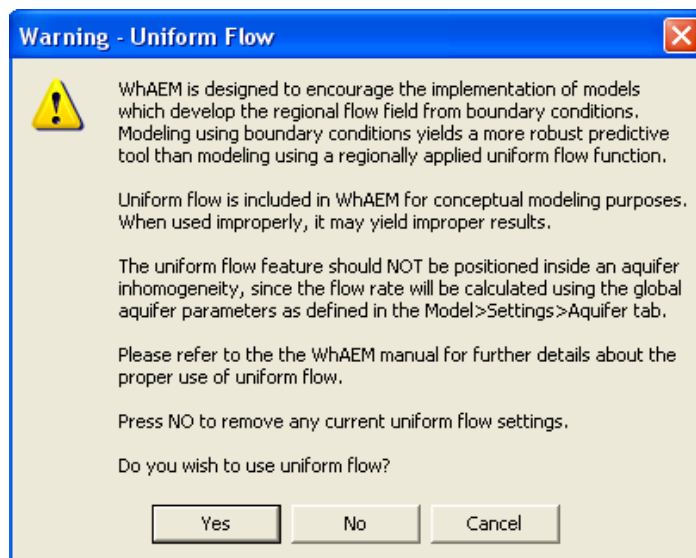 Warning - Uniform Flow
WhAEM is designed to encourage the implementation of models
which develop the regional flow field from boundary conditions.
Modeling using boundary conditions yields a more robust predictive
tool than modeling using a regionally applied uniform flow function.
Uniform flow is included in WhAEM for conceptual modeling purposes.
When used improperly, it may yield improper results.
The uniform flow feature should NOT be positioned inside an aquifer
inhomogeneity, since the flow rate will be calculated using the global
aquifer parameters as defined in the Model>Settings>Aquifer tab.
Please refer to the the WhAEM manual for further details about the
proper use of uniform flow.
Press NO to remove any current uniform flow settings.
Do you wish to use uniform flow?
Yes No Cancel